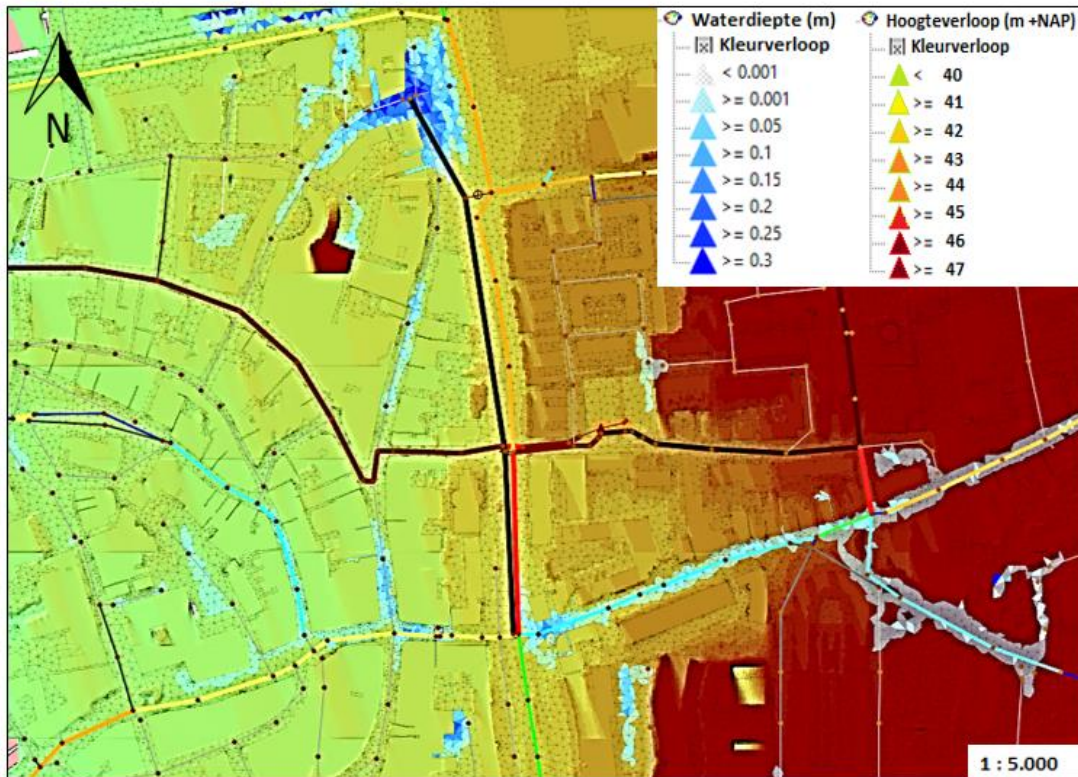 Waterdiepte (m)
Kleurverloop
< 0.001
>= 0.001
>= 0.05
>= 0.1
>= 0.15
>= 0.2
>= 0.25
>= 0.3
Hoogteverloop (m +NAP)
Kleurverloop
< 40
>= 41
>= 42
>= 43
>= 44
>= 45
>= 46
>= 47
N
1 : 5.000